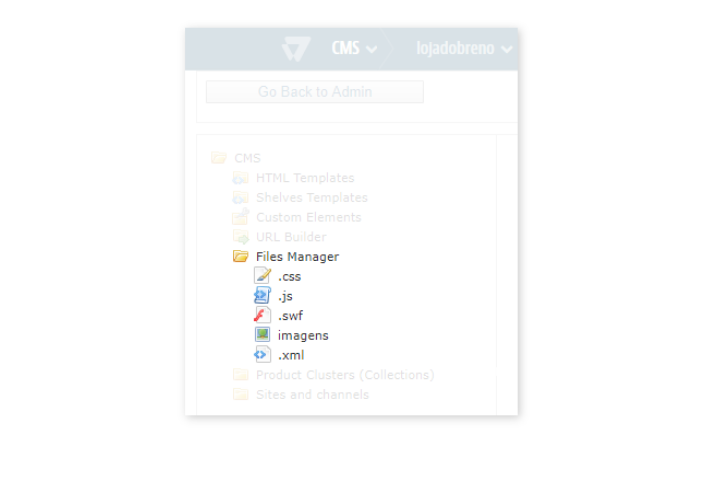 CMS lojadobreno
Go Back to Admin
CMS
HTML Templates
Shelves Templates
Custom Elements
URL Builder
Files Manager
.css
.js
.swf
imagens
.xml
Product Clusters (Collections)
Sites and channels